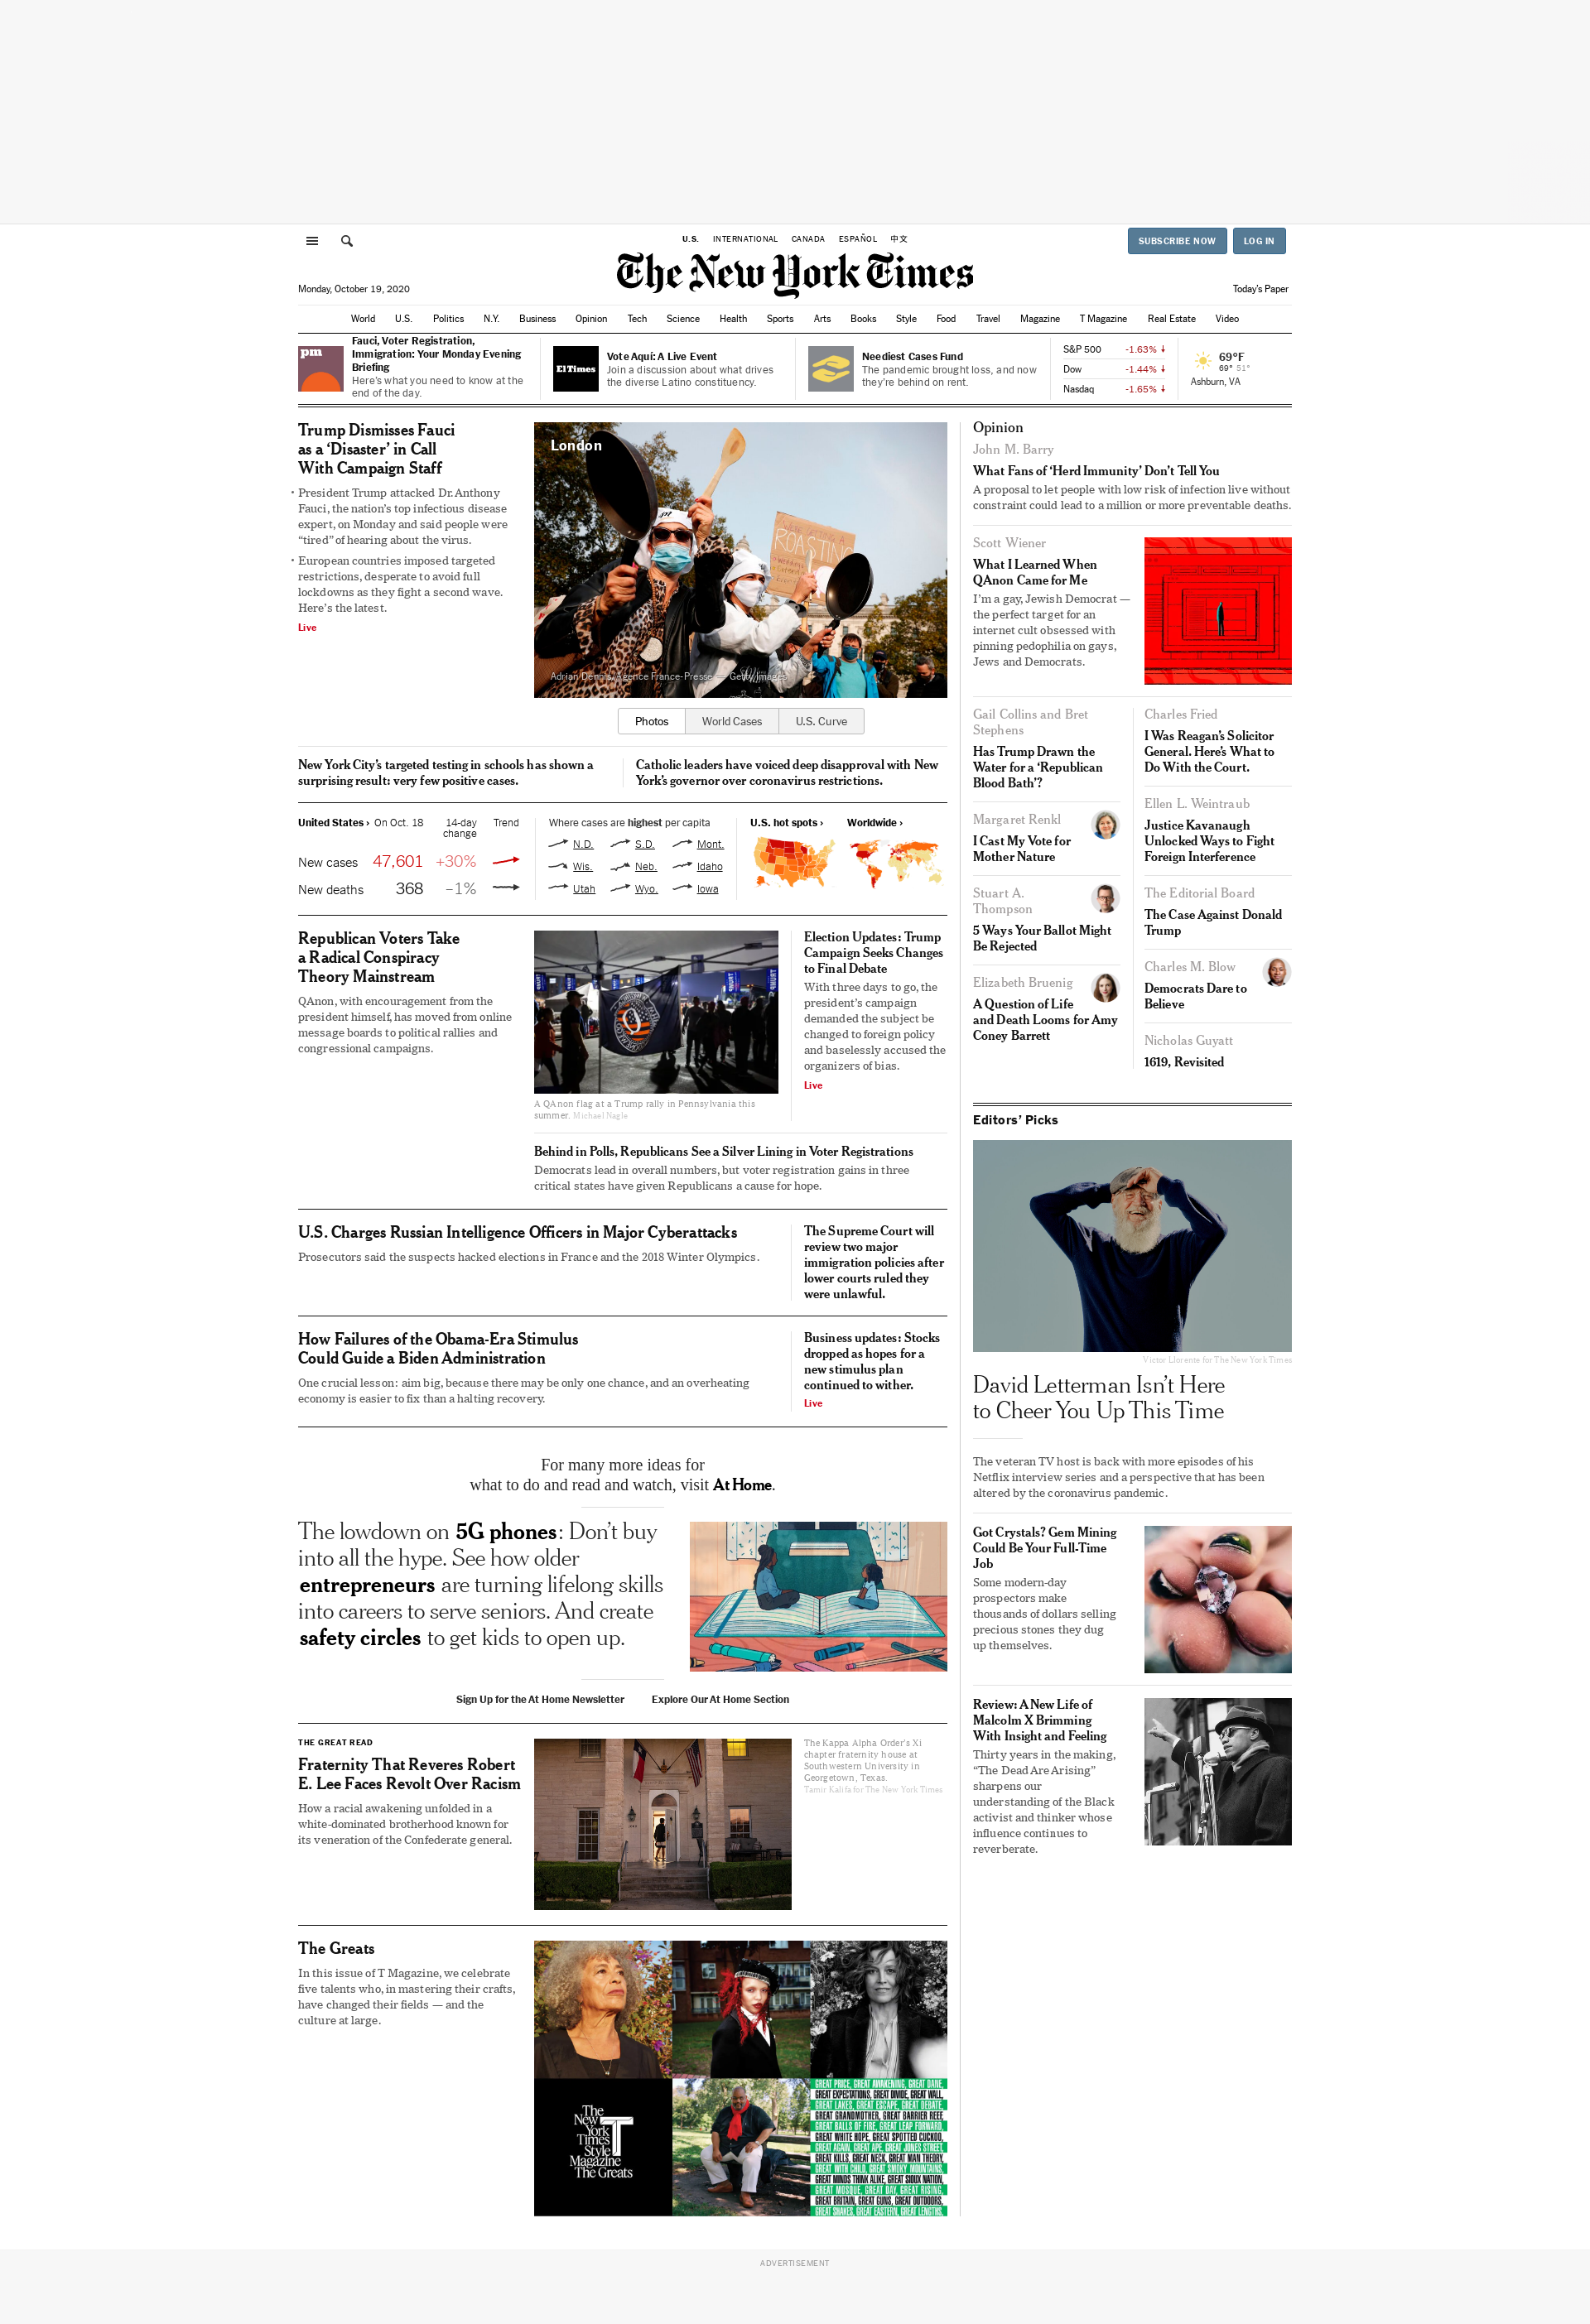 U.S. INTERNATIONAL CANADA ESPAÑOL 中文
SUBSCRIBE NOW LOG IN
The New York Times
Monday, October 19, 2020
Today's Paper
World U.S. Politics N.Y. Business Opinion Tech Science Health Sports Arts Books Style Food Travel Magazine T Magazine Real Estate Video
pm
Fauci, Voter Registration,
Immigration: Your Monday Evening
Briefing
Here's what you need to know at the
end of the day.
El Times
Vote Aquí: A Live Event
Join a discussion about what drives
the diverse Latino constituency.
Neediest Cases Fund
The pandemic brought loss, and now
they're behind on rent.
S&P 500 -1.63% ↓
Dow -1.44% ↓
Nasdaq -1.65% ↓
69°F
69° 51°
Ashburn, VA
Trump Dismisses Fauci
as a ‘Disaster’ in Call
With Campaign Staff
• President Trump attacked Dr. Anthony
Fauci, the nation’s top infectious disease
expert, on Monday and said people were
“tired” of hearing about the virus.
• European countries imposed targeted
restrictions, desperate to avoid full
lockdowns as they fight a second wave.
Here’s the latest.
Live
London
ROASTING
Adrian Dennis/Agence France-Presse — Getty Images
Photos World Cases U.S. Curve
New York City’s targeted testing in schools has shown a
surprising result: very few positive cases.
Catholic leaders have voiced deep disapproval with New
York’s governor over coronavirus restrictions.
United States › On Oct. 18 14-day
change Trend
New cases 47,601 +30%
New deaths 368 –1%
Where cases are highest per capita
N.D. S.D. Mont.
Wis. Neb. Idaho
Utah Wyo. Iowa
U.S. hot spots › Worldwide ›
Republican Voters Take
a Radical Conspiracy
Theory Mainstream
QAnon, with encouragement from the
president himself, has moved from online
message boards to political rallies and
congressional campaigns.
A QAnon flag at a Trump rally in Pennsylvania this
summer. Michael Nagle
Election Updates: Trump
Campaign Seeks Changes
to Final Debate
With three days to go, the
president’s campaign
demanded the subject be
changed to foreign policy
and baselessly accused the
organizers of bias.
Live
Behind in Polls, Republicans See a Silver Lining in Voter Registrations
Democrats lead in overall numbers, but voter registration gains in three
critical states have given Republicans a cause for hope.
U.S. Charges Russian Intelligence Officers in Major Cyberattacks
Prosecutors said the suspects hacked elections in France and the 2018 Winter Olympics.
The Supreme Court will
review two major
immigration policies after
lower courts ruled they
were unlawful.
How Failures of the Obama-Era Stimulus
Could Guide a Biden Administration
One crucial lesson: aim big, because there may be only one chance, and an overheating
economy is easier to fix than a halting recovery.
Business updates: Stocks
dropped as hopes for a
new stimulus plan
continued to wither.
Live
For many more ideas for
what to do and read and watch, visit At Home.
The lowdown on 5G phones: Don’t buy
into all the hype. See how older
entrepreneurs are turning lifelong skills
into careers to serve seniors. And create
safety circles to get kids to open up.
Sign Up for the At Home Newsletter Explore Our At Home Section
THE GREAT READ
Fraternity That Reveres Robert
E. Lee Faces Revolt Over Racism
How a racial awakening unfolded in a
white-dominated brotherhood known for
its veneration of the Confederate general.
The Kappa Alpha Order's Xi
chapter fraternity house at
Southwestern University in
Georgetown, Texas.
Tamir Kalifa for The New York Times
The Greats
In this issue of T Magazine, we celebrate
five talents who, in mastering their crafts,
have changed their fields — and the
culture at large.
The
New
York
Times
Style
Magazine
The Greats
T
GREAT PRICE, GREAT AWAKENING, GREAT DANE,
GREAT EXPECTATIONS, GREAT DIVIDE, GREAT WALL,
GREAT LAKES, GREAT ESCAPE, GREAT DEBATE,
GREAT GRANDMOTHER, GREAT BARRIER REEF,
GREAT BALLS OF FIRE, GREAT LEAP FORWARD,
GREAT WHITE HOPE, GREAT SPOTTED CUCKOO,
GREAT AGAIN, GREAT APE, GREAT JONES STREET,
GREAT KILLS, GREAT NECK, GREAT MAN THEORY,
GREAT WITH CHILD, GREAT SMOKY MOUNTAINS,
GREAT MINDS THINK ALIKE, GREAT SIOUX NATION,
GREAT MOSQUE, GREAT DAY, GREAT RISING,
GREAT BRITAIN, GREAT GUNS, GREAT OUTDOORS,
GREAT SHAKES, GREAT EASTERN, GREAT LENGTHS,
Opinion
John M. Barry
What Fans of ‘Herd Immunity’ Don’t Tell You
A proposal to let people with low risk of infection live without
constraint could lead to a million or more preventable deaths.
Scott Wiener
What I Learned When
QAnon Came for Me
I’m a gay, Jewish Democrat —
the perfect target for an
internet cult obsessed with
pinning pedophilia on gays,
Jews and Democrats.
Gail Collins and Bret
Stephens
Has Trump Drawn the
Water for a ‘Republican
Blood Bath’?
Margaret Renkl
I Cast My Vote for
Mother Nature
Stuart A.
Thompson
5 Ways Your Ballot Might
Be Rejected
Elizabeth Bruenig
A Question of Life
and Death Looms for Amy
Coney Barrett
Charles Fried
I Was Reagan’s Solicitor
General. Here’s What to
Do With the Court.
Ellen L. Weintraub
Justice Kavanaugh
Unlocked Ways to Fight
Foreign Interference
The Editorial Board
The Case Against Donald
Trump
Charles M. Blow
Democrats Dare to
Believe
Nicholas Guyatt
1619, Revisited
Editors’ Picks
Victor Llorente for The New York Times
David Letterman Isn’t Here
to Cheer You Up This Time
The veteran TV host is back with more episodes of his
Netflix interview series and a perspective that has been
altered by the coronavirus pandemic.
Got Crystals? Gem Mining
Could Be Your Full-Time
Job
Some modern-day
prospectors make
thousands of dollars selling
precious stones they dug
up themselves.
Review: A New Life of
Malcolm X Brimming
With Insight and Feeling
Thirty years in the making,
“The Dead Are Arising”
sharpens our
understanding of the Black
activist and thinker whose
influence continues to
reverberate.
ADVERTISEMENT